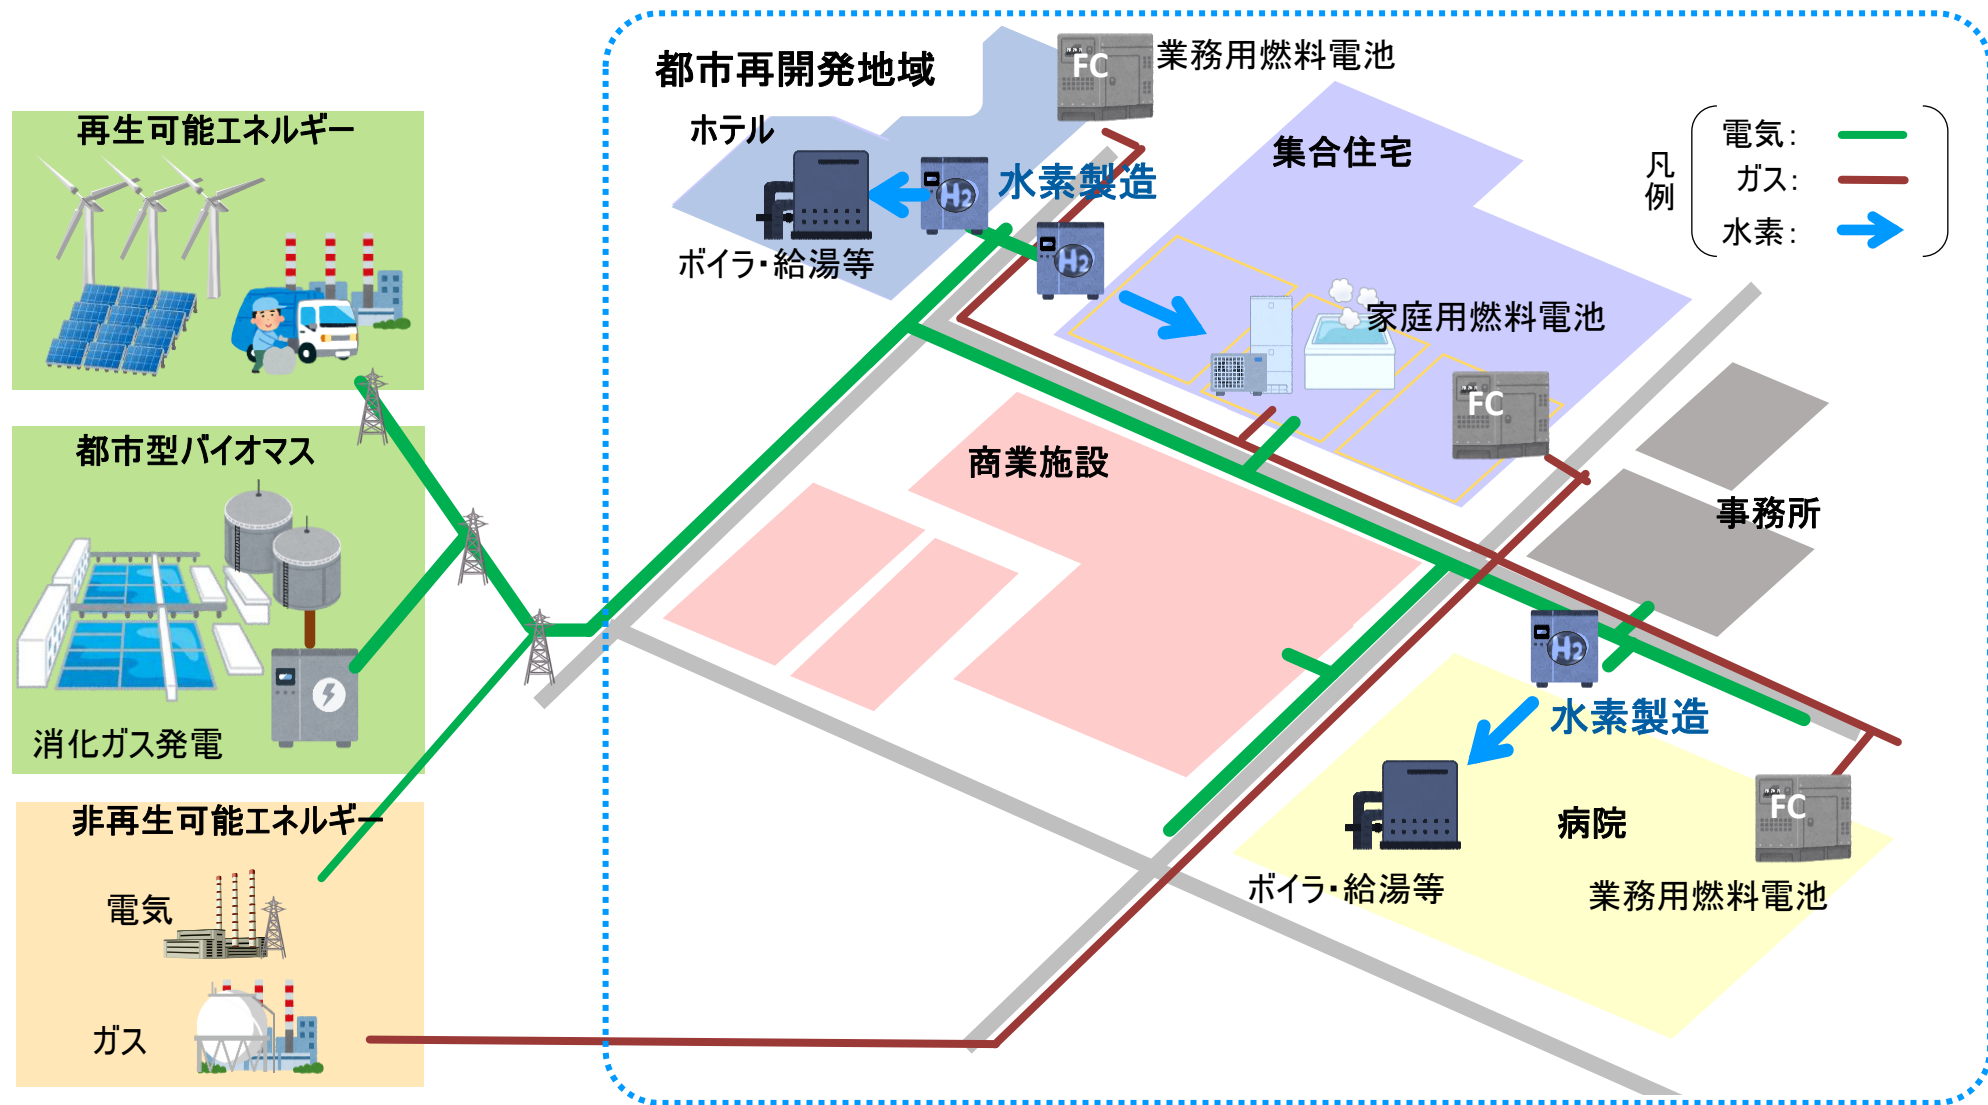 再生可能エネルギー
都市型バイオマス
消化ガス発電
非再生可能エネルギー
電気
ガス
都市再開発地域
ホテル
FC
業務用燃料電池
H2
水素製造
ボイラ・給湯等
H2
集合住宅
家庭用燃料電池
FC
凡例
電気：
ガス：
水素：
商業施設
事務所
H2
水素製造
病院
FC
ボイラ・給湯等
業務用燃料電池